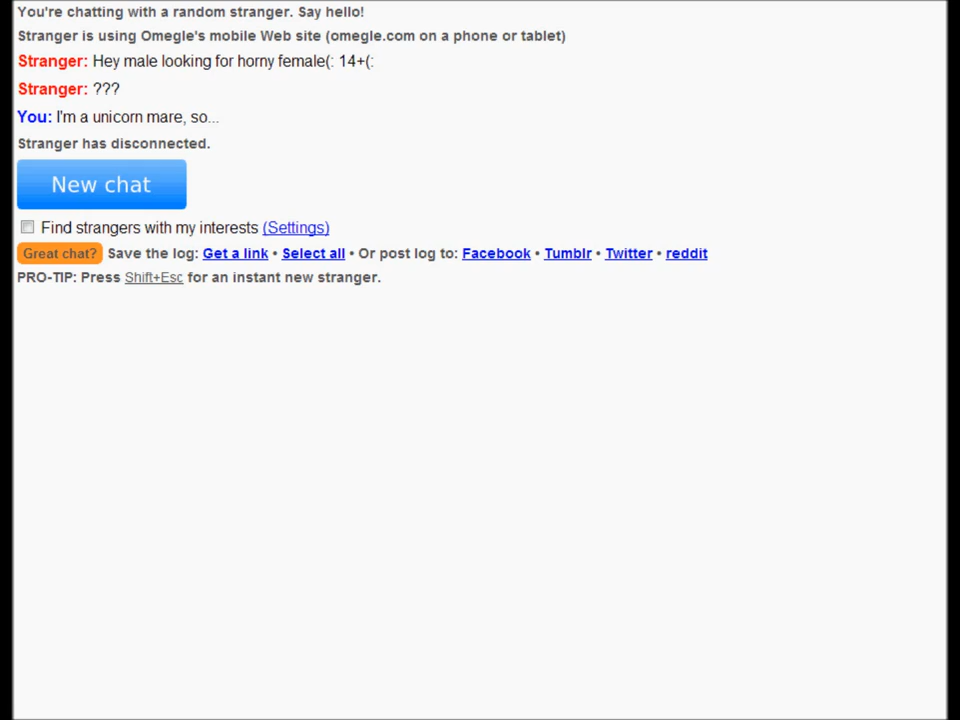 You're chatting with a random stranger. Say hello!
Stranger is using Omegle's mobile Web site (omegle.com on a phone or tablet)
Stranger: Hey male looking for horny female(: 14+(:
Stranger: ???
You: I'm a unicorn mare, so...
Stranger has disconnected.
New chat
Find strangers with my interests (Settings)
Great chat? Save the log: Get a link • Select all • Or post log to: Facebook • Tumblr • Twitter • reddit
PRO-TIP: Press Shift+Esc for an instant new stranger.